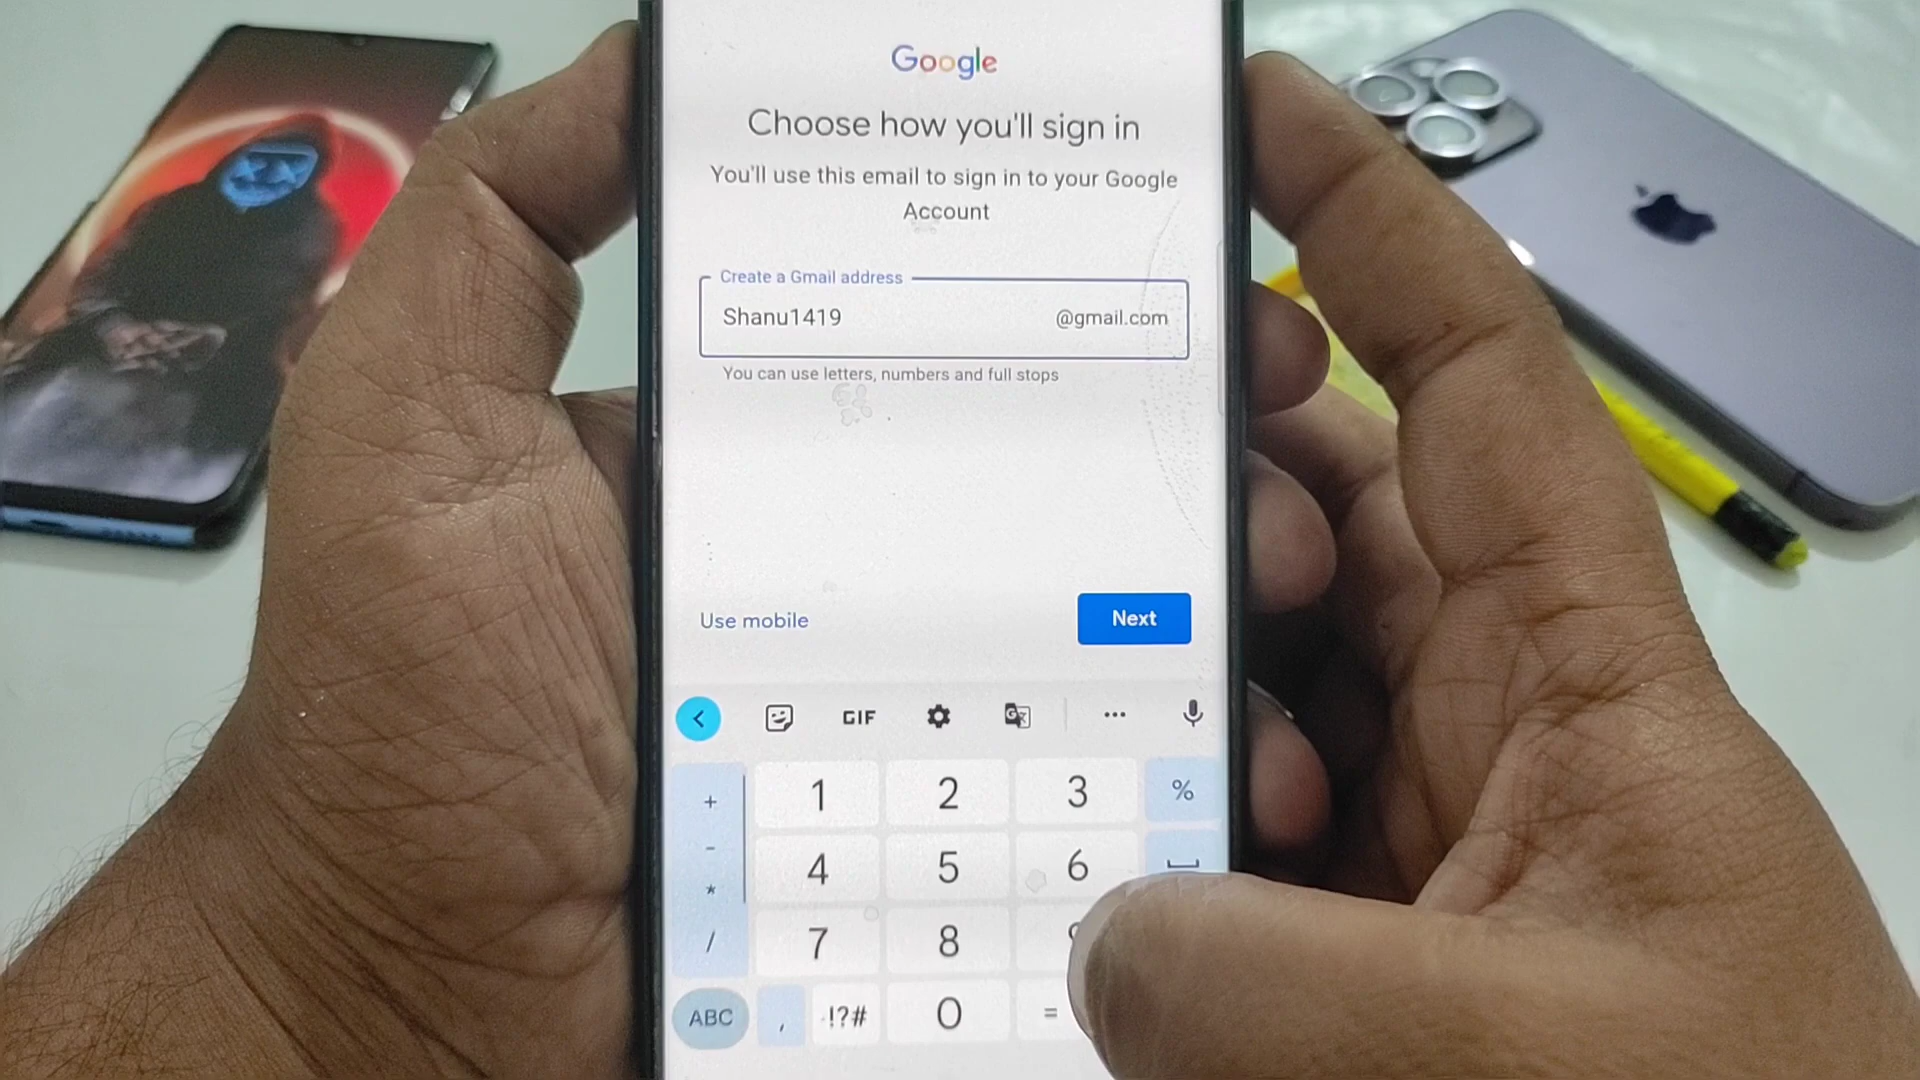 Google
Choose how you'll sign in
You'll use this email to sign in to your Google
Account
Create a Gmail address
Shanu1419 @gmail.com
You can use letters, numbers and full stops
Use mobile Next
GIF
+ 1 2 3 %
-
4 5 6
*
/ 7 8
ABC , !?# 0 =